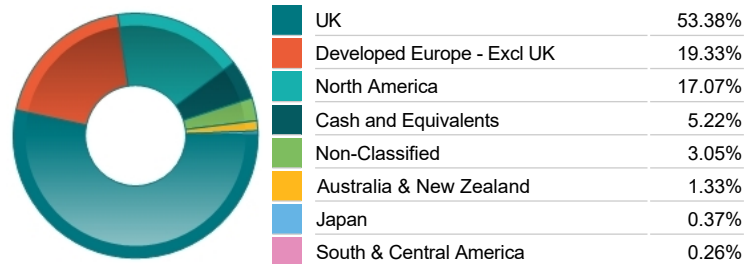 UK 53.38%
Developed Europe - Excl UK 19.33%
North America 17.07%
Cash and Equivalents 5.22%
Non-Classified 3.05%
Australia & New Zealand 1.33%
Japan 0.37%
South & Central America 0.26%